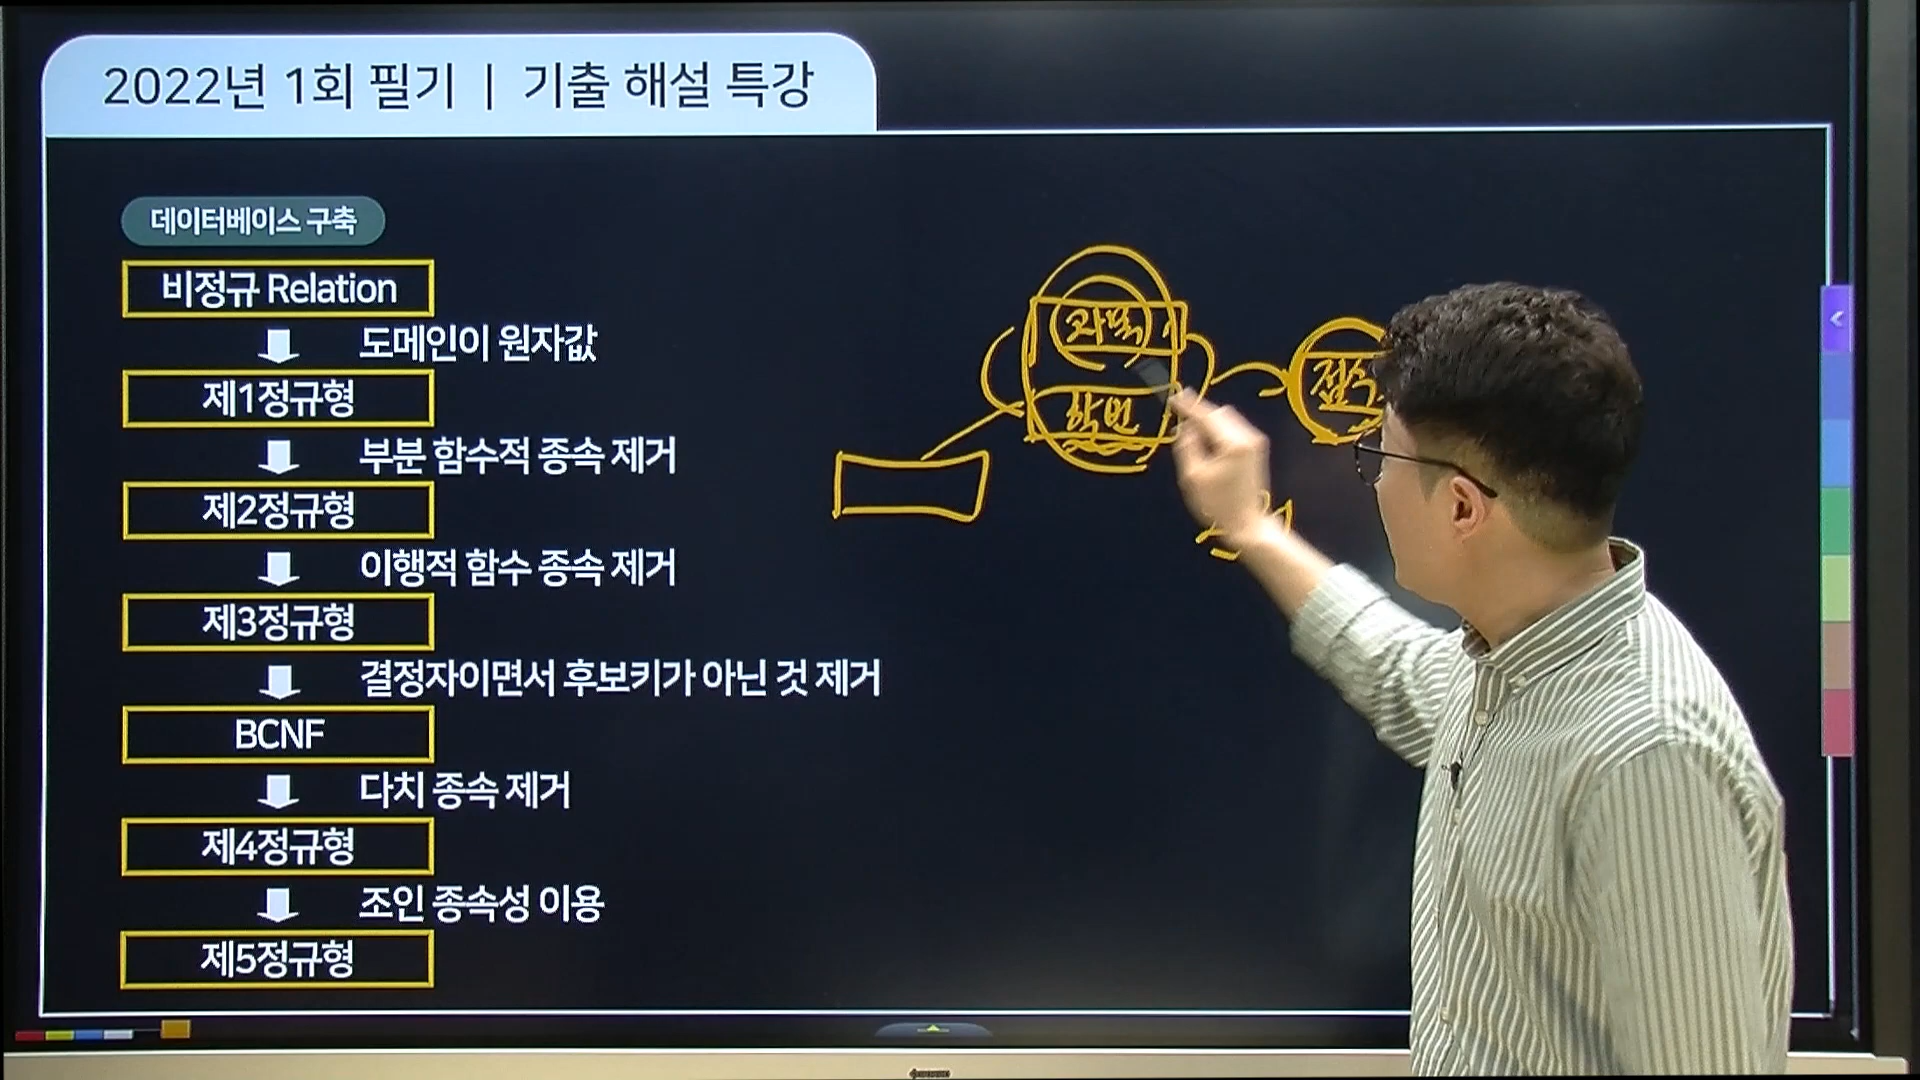 2022년 1회 필기 | 기출 해설 특강
데이터베이스 구축
비정규 Relation
도메인이 원자값
제1정규형
부분 함수적 종속 제거
제2정규형
이행적 함수 종속 제거
제3정규형
결정자이면서 후보키가 아닌 것 제거
BCNF
다치 종속 제거
제4정규형
조인 종속성 이용
제5정규형
과목
학번
점수